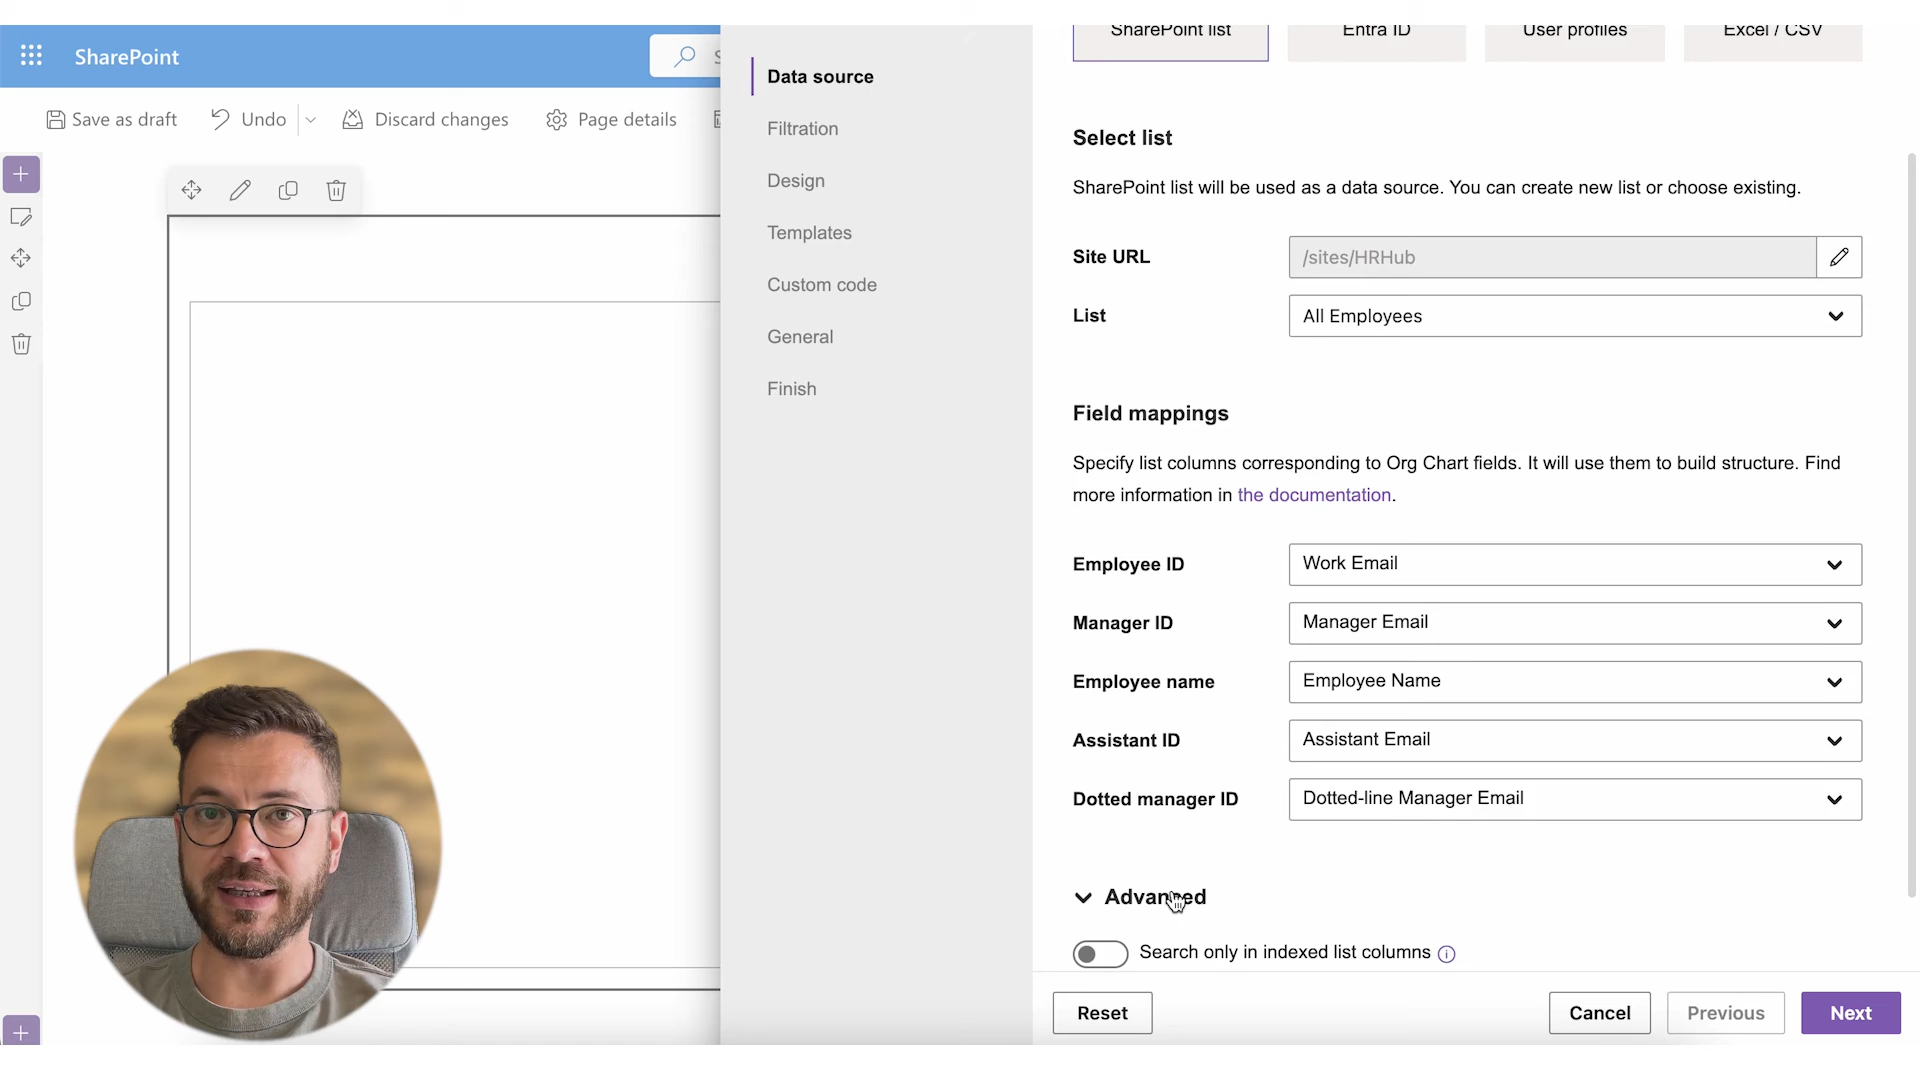 SharePoint
Save as draft
Undo
Discard changes
Page details
Data source
Filtration
Design
Templates
Custom code
General
Finish
SharePoint list
Entra ID
User profiles
Excel / CSV
Select list
SharePoint list will be used as a data source. You can create new list or choose existing.
Site URL
/sites/HRHub
List
All Employees
Field mappings
Specify list columns corresponding to Org Chart fields. It will use them to build structure. Find
more information in the documentation.
Employee ID
Work Email
Manager ID
Manager Email
Employee name
Employee Name
Assistant ID
Assistant Email
Dotted manager ID
Dotted-line Manager Email
Advanced
Search only in indexed list columns
Reset
Cancel
Previous
Next